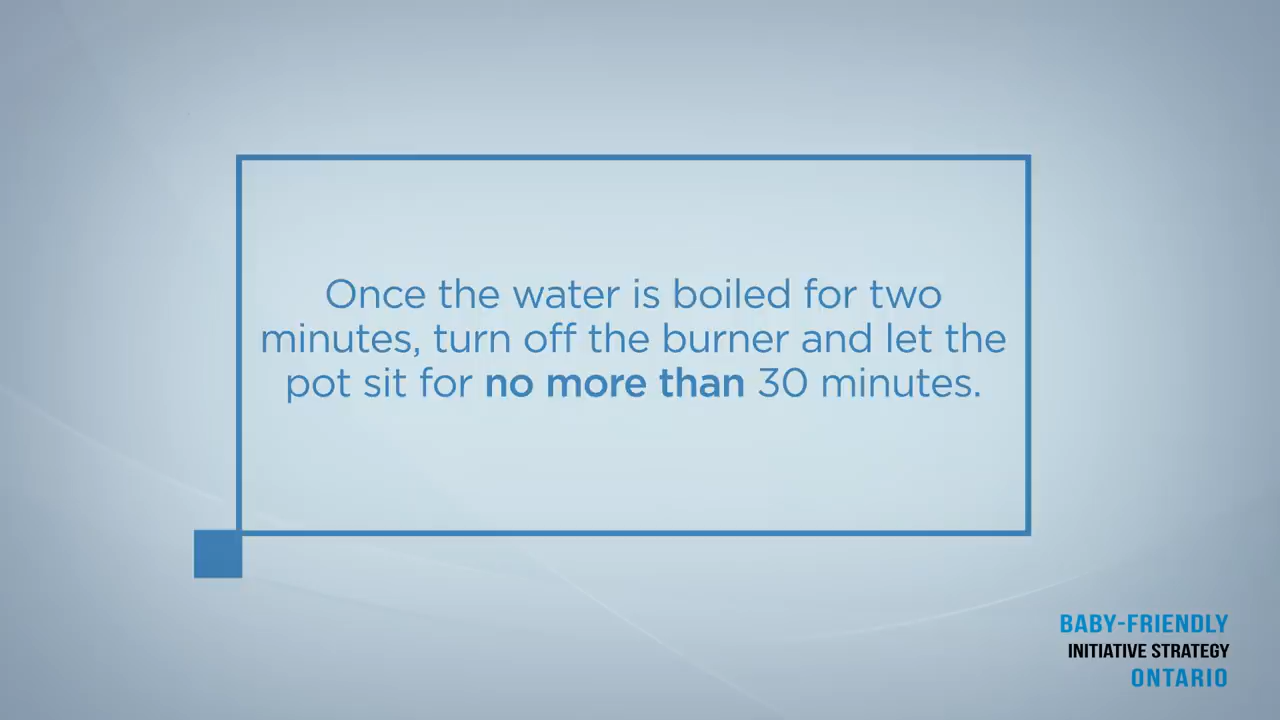 Once the water is boiled for two
minutes, turn off the burner and let the
pot sit for no more than 30 minutes.
BABY-FRIENDLY
INITIATIVE STRATEGY
ONTARIO